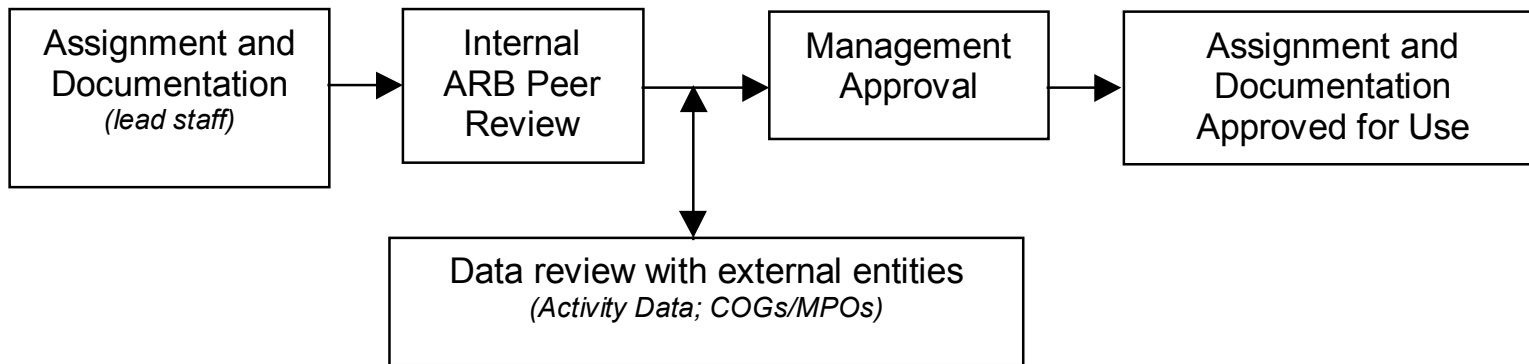 Assignment and
Documentation
(lead staff)
Internal
ARB Peer
Review
Management
Approval
Assignment and
Documentation
Approved for Use
Data review with external entities
(Activity Data; COGs/MPOs)